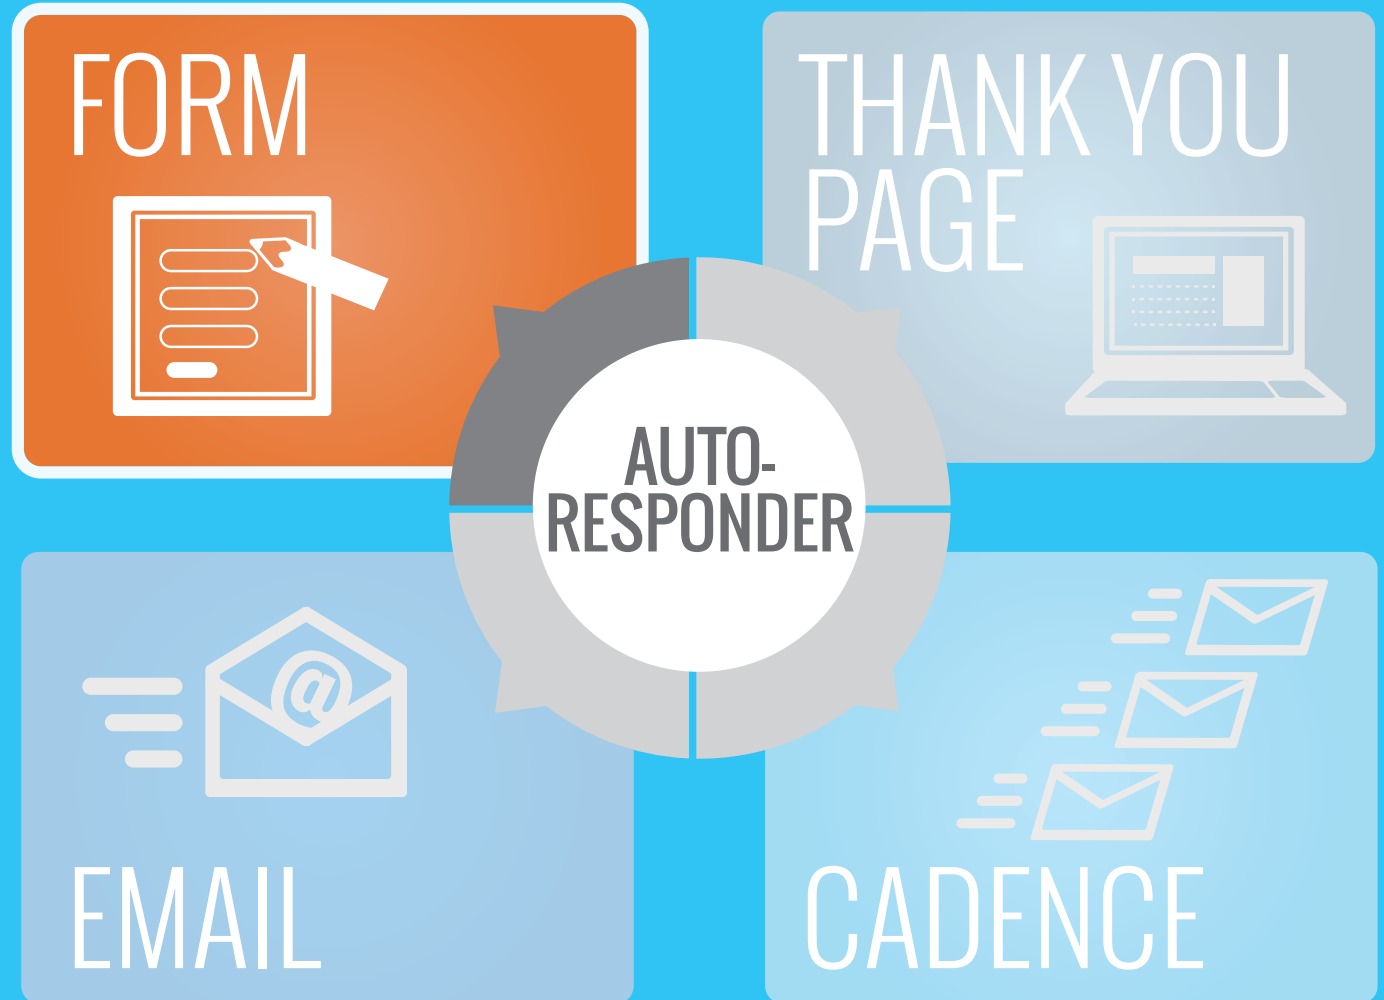 FORM
THANK YOU
PAGE
AUTO-
RESPONDER
@
EMAIL
CADENCE